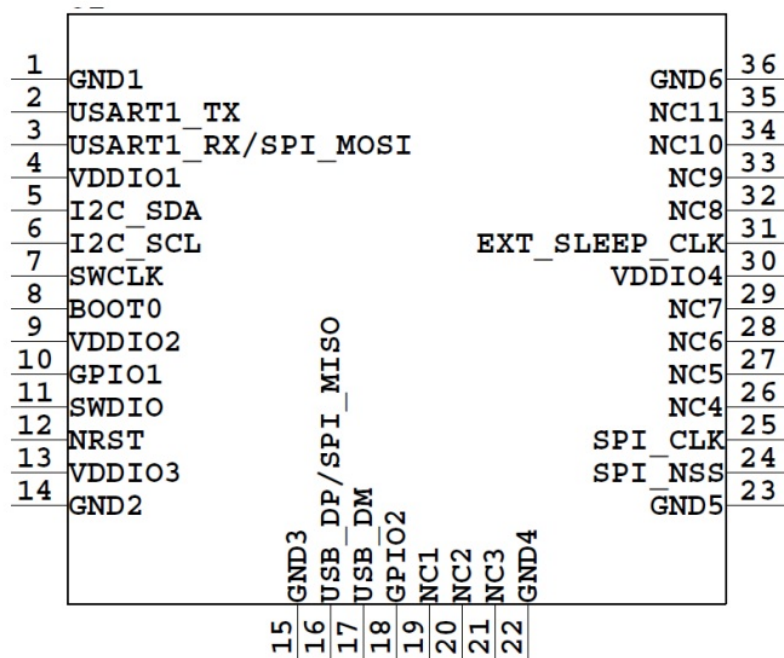 1 GND1
2 USART1_TX
3 USART1_RX/SPI_MOSI
4 VDDIO1
5 I2C_SDA
6 I2C_SCL
7 SWCLK
8 BOOT0
9 VDDIO2
10 GPIO1
11 SWDIO
12 NRST
13 VDDIO3
14 GND2
15 GND3
16 USB_DP/SPI_MISO
17 USB_DM
18 GPIO2
19 NC1
20 NC2
21 NC3
22 GND4
GND6 36
NC11 35
NC10 34
NC9 33
NC8 32
EXT_SLEEP_CLK 31
VDDIO4 30
NC7 29
NC6 28
NC5 27
NC4 26
SPI_CLK 25
SPI_NSS 24
GND5 23